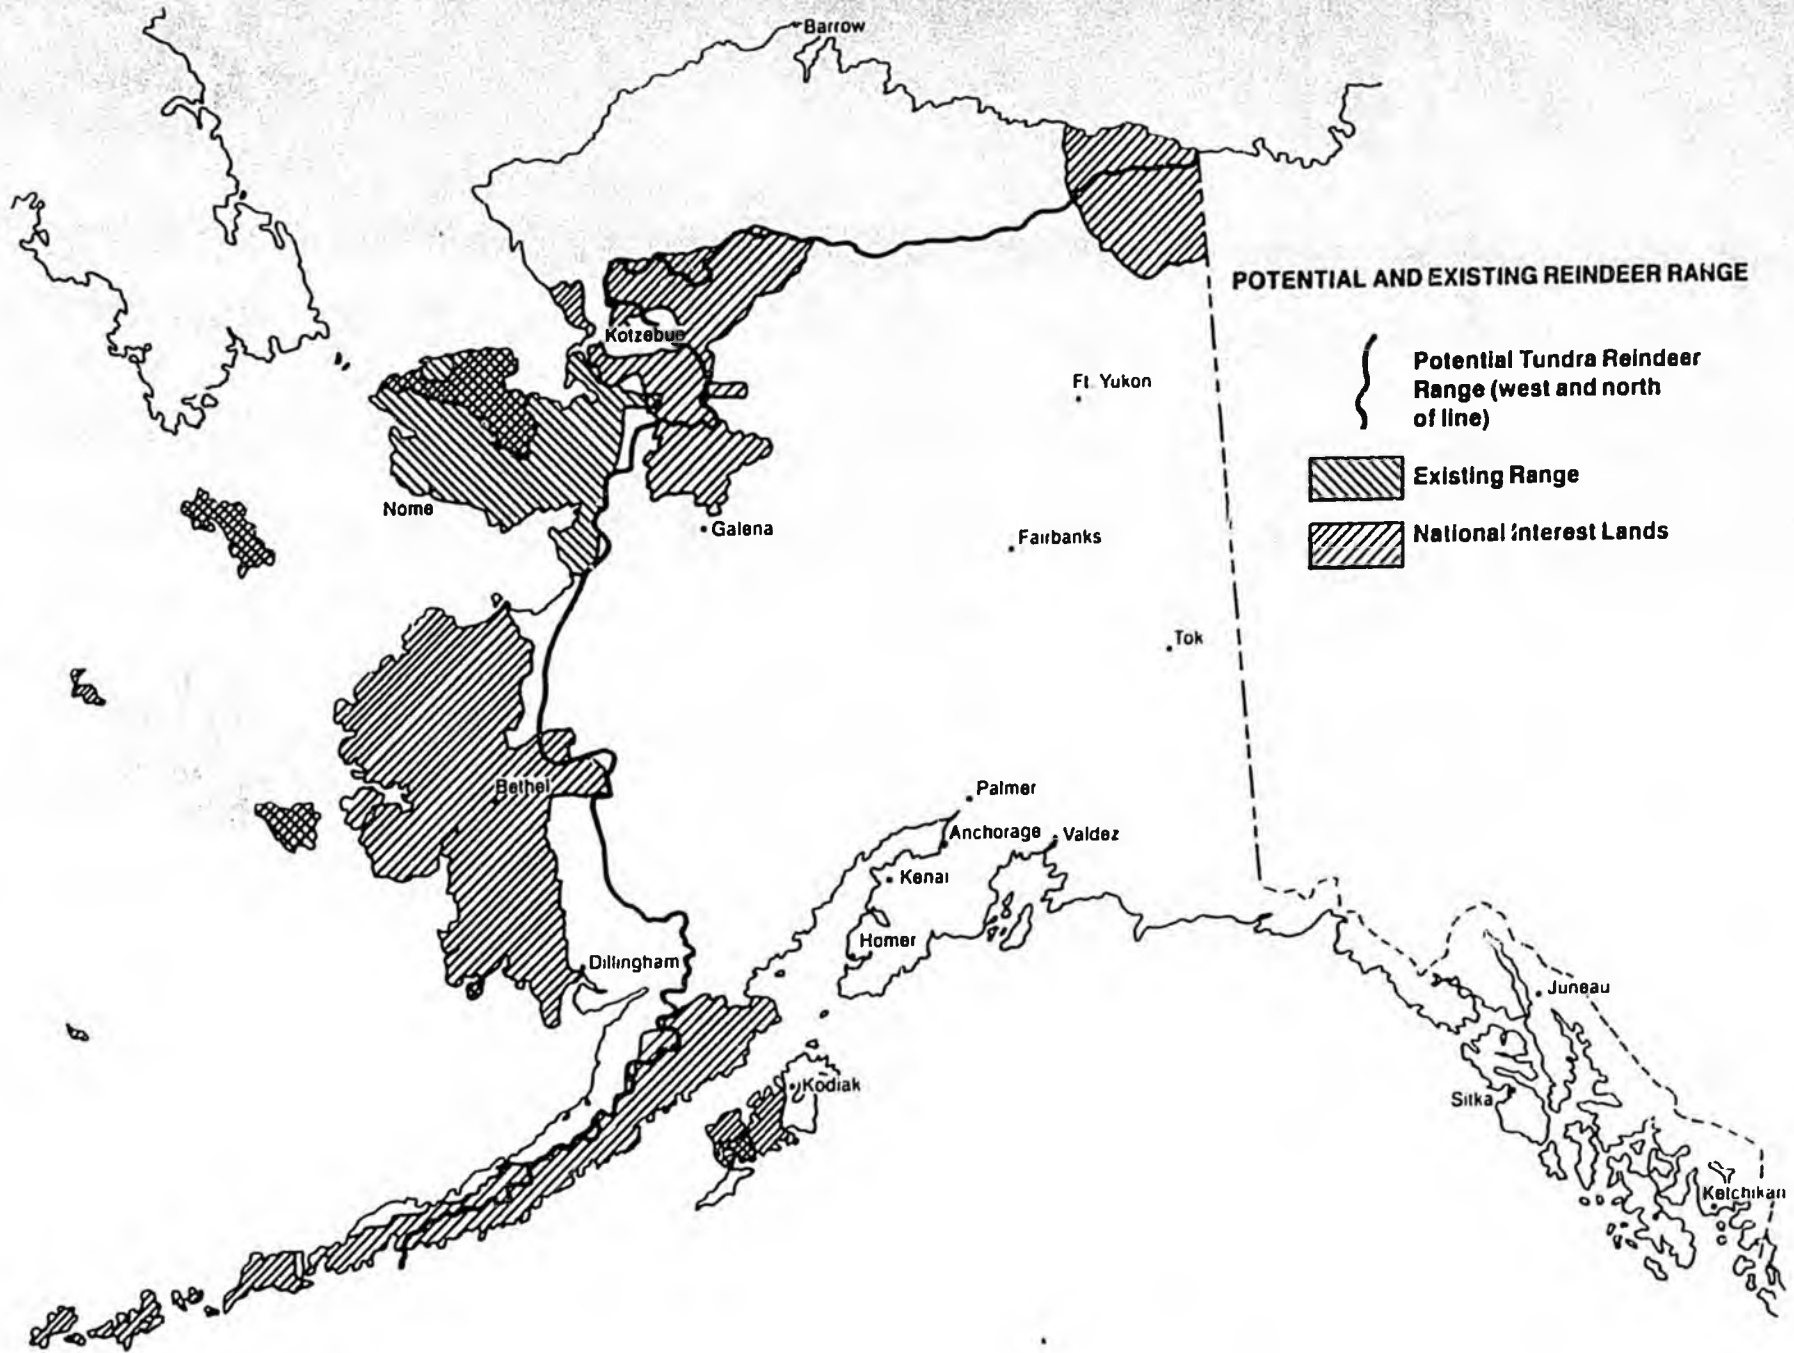 Barrow
POTENTIAL AND EXISTING REINDEER RANGE
Kotzebue
Potential Tundra Reindeer
Range (west and north
of line)
Ft. Yukon
Existing Range
Nome
Galena
Fairbanks
National Interest Lands
Tok
Bethel
Palmer
Anchorage
Valdez
Kenai
Homer
Dillingham
Juneau
Kodiak
Sitka
Ketchikan